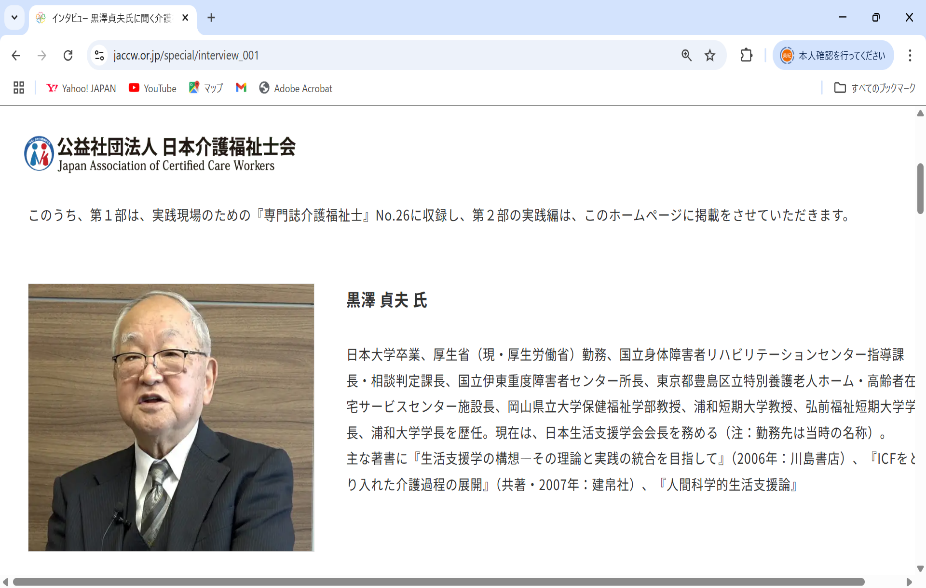 インタビュー 黒澤貞夫氏に聞く介護
jaccw.or.jp/special/interview_001
本人確認を行ってください
Yahoo! JAPAN
YouTube
マップ
Adobe Acrobat
すべてのブックマーク
公益社団法人 日本介護福祉士会
Japan Association of Certified Care Workers
このうち、第１部は、実践現場のための『専門誌介護福祉士』No.26に収録し、第２部の実践編は、このホームページに掲載をさせていただきます。
黒澤 貞夫 氏
日本大学卒業、厚生省（現・厚生労働省）勤務、国立身体障害者リハビリテーションセンター指導課
長・相談判定課長、国立伊東重度障害者センター所長、東京都豊島区立特別養護老人ホーム・高齢者在
宅サービスセンター施設長、岡山県立大学保健福祉学部教授、浦和短期大学教授、弘前福祉短期大学学
長、浦和大学学長を歴任。現在は、日本生活支援学会会長を務める（注：勤務先は当時の名称）。
主な著書に『生活支援学の構想―その理論と実践の統合を目指して』（2006年：川島書店）、『ICFをと
り入れた介護過程の展開』（共著・2007年：建帛社）、『人間科学的生活支援論』